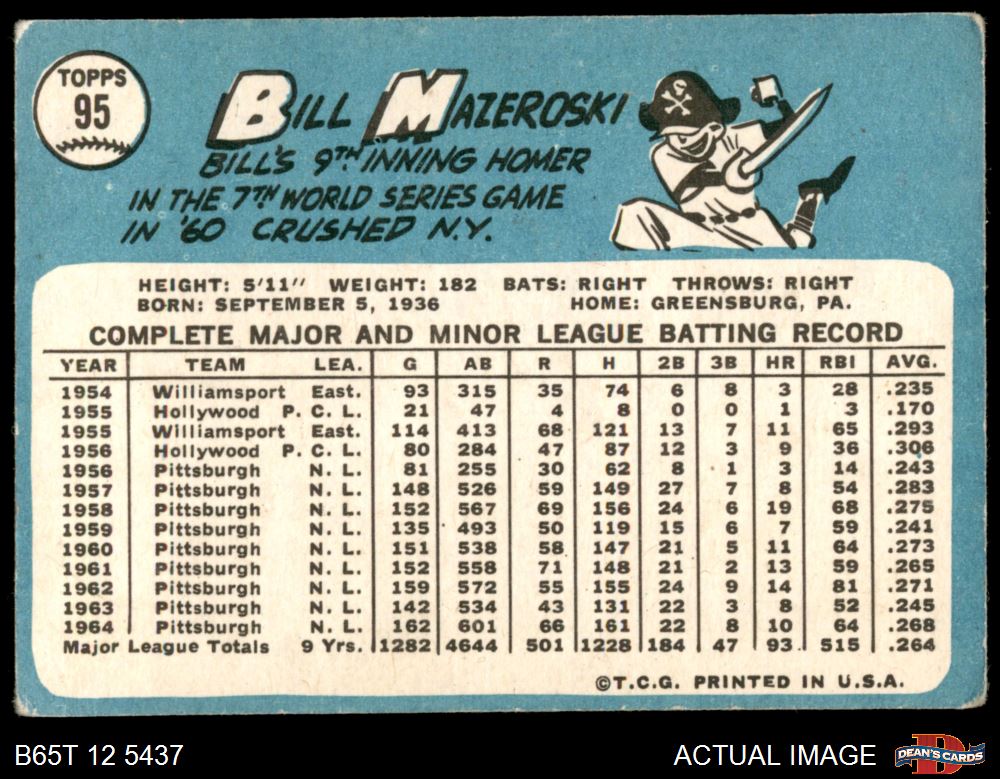 TOPPS
95
BILL MAZEROSKI
BILL'S 9TH INNING HOMER
IN THE 7TH WORLD SERIES GAME
IN '60 CRUSHED N.Y.
HEIGHT: 5'11" WEIGHT: 182 BATS: RIGHT THROWS: RIGHT
BORN: SEPTEMBER 5, 1936 HOME: GREENSBURG, PA.
COMPLETE MAJOR AND MINOR LEAGUE BATTING RECORD
YEAR TEAM LEA. G AB R H 2B 3B HR RBI AVG.
1954 Williamsport East. 93 315 35 74 6 8 3 28 .235
1955 Hollywood P. C. L. 21 47 4 8 0 0 1 3 .170
1955 Williamsport East. 114 413 68 121 13 7 11 65 .293
1956 Hollywood P. C. L. 80 284 47 87 12 3 9 36 .306
1956 Pittsburgh N. L. 81 255 30 62 8 1 3 14 .243
1957 Pittsburgh N. L. 148 526 59 149 27 7 8 54 .283
1958 Pittsburgh N. L. 152 567 69 156 24 6 19 68 .275
1959 Pittsburgh N. L. 135 493 50 119 15 6 7 59 .241
1960 Pittsburgh N. L. 151 538 58 147 21 5 11 64 .273
1961 Pittsburgh N. L. 152 558 71 148 21 2 13 59 .265
1962 Pittsburgh N. L. 159 572 55 155 24 9 14 81 .271
1963 Pittsburgh N. L. 142 534 43 131 22 3 8 52 .245
1964 Pittsburgh N. L. 162 601 66 161 22 8 10 64 .268
Major League Totals 9 Yrs. 1282 4644 501 1228 184 47 93 515 .264
©T.C.G. PRINTED IN U.S.A.
B65T 12 5437 ACTUAL IMAGE
D
DEAN'S CARDS